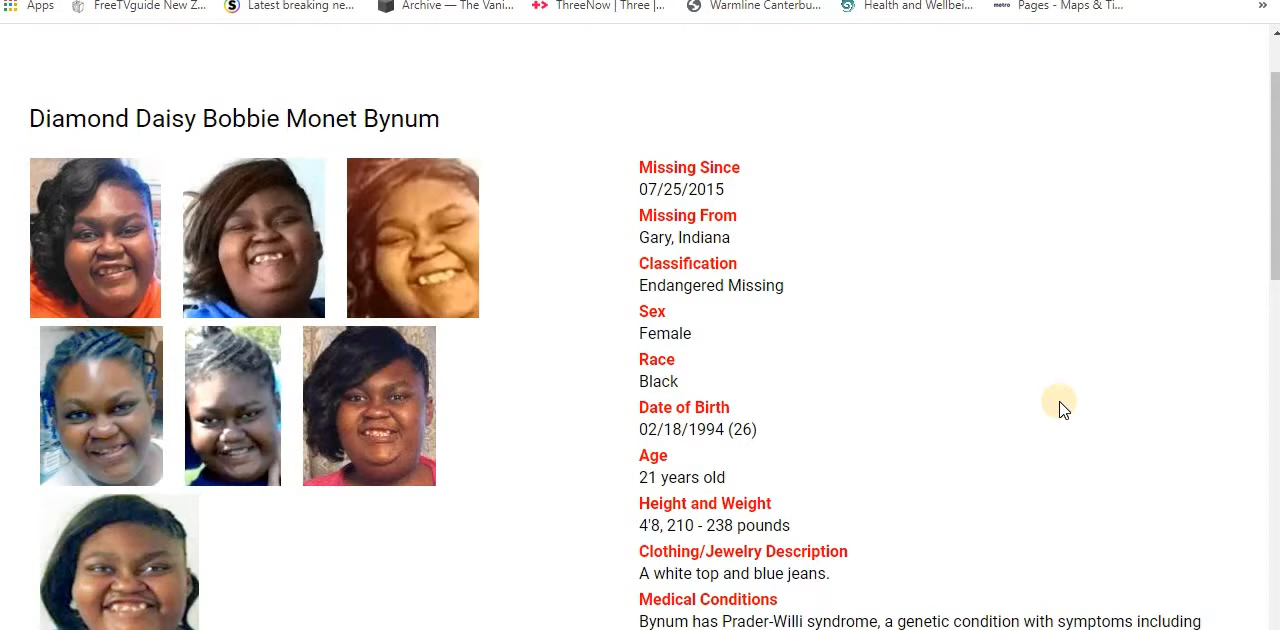 Apps FreeTVguide New Z... Latest breaking ne... Archive — The Vani... ThreeNow | Three |... Warmline Canterbu... Health and Wellbei... metro Pages - Maps & Ti... »
Diamond Daisy Bobbie Monet Bynum
Missing Since
07/25/2015
Missing From
Gary, Indiana
Classification
Endangered Missing
Sex
Female
Race
Black
Date of Birth
02/18/1994 (26)
Age
21 years old
Height and Weight
4'8, 210 - 238 pounds
Clothing/Jewelry Description
A white top and blue jeans.
Medical Conditions
Bynum has Prader-Willi syndrome, a genetic condition with symptoms including